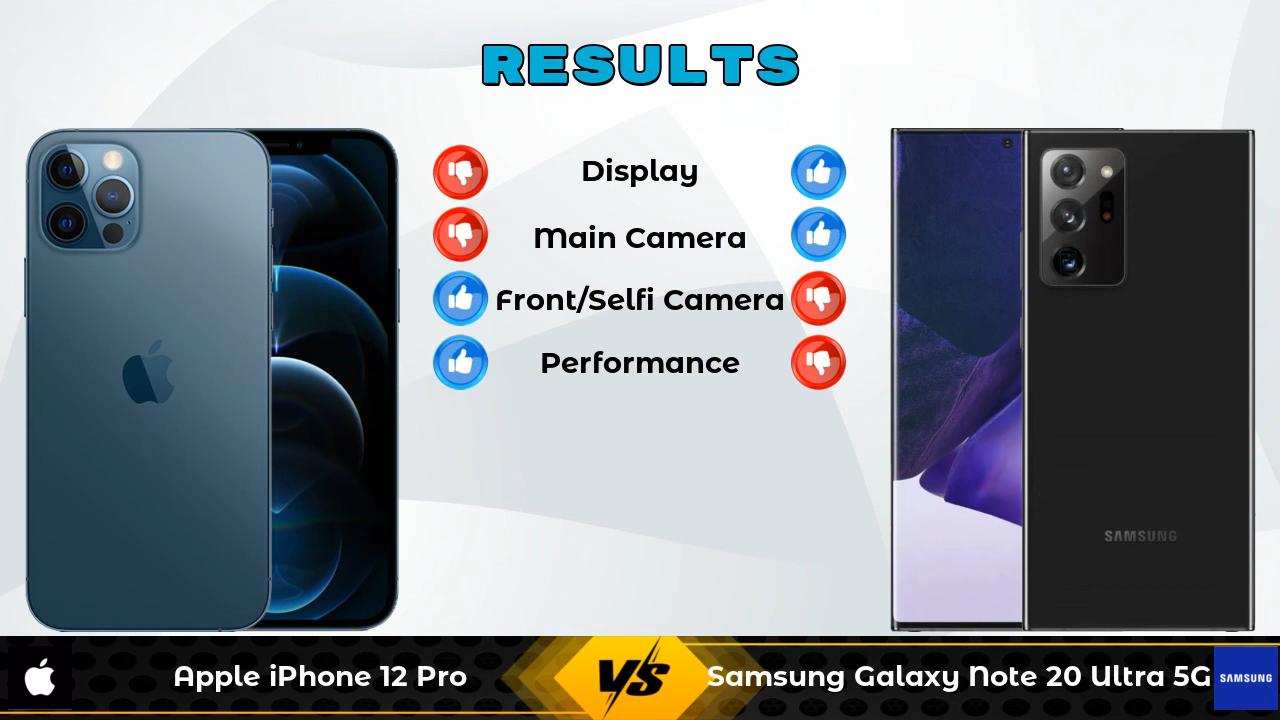 RESULTS
Display
Main Camera
Front/Selfi Camera
Performance
SAMSUNG
Apple iPhone 12 Pro
VS
Samsung Galaxy Note 20 Ultra 5G
SAMSUNG